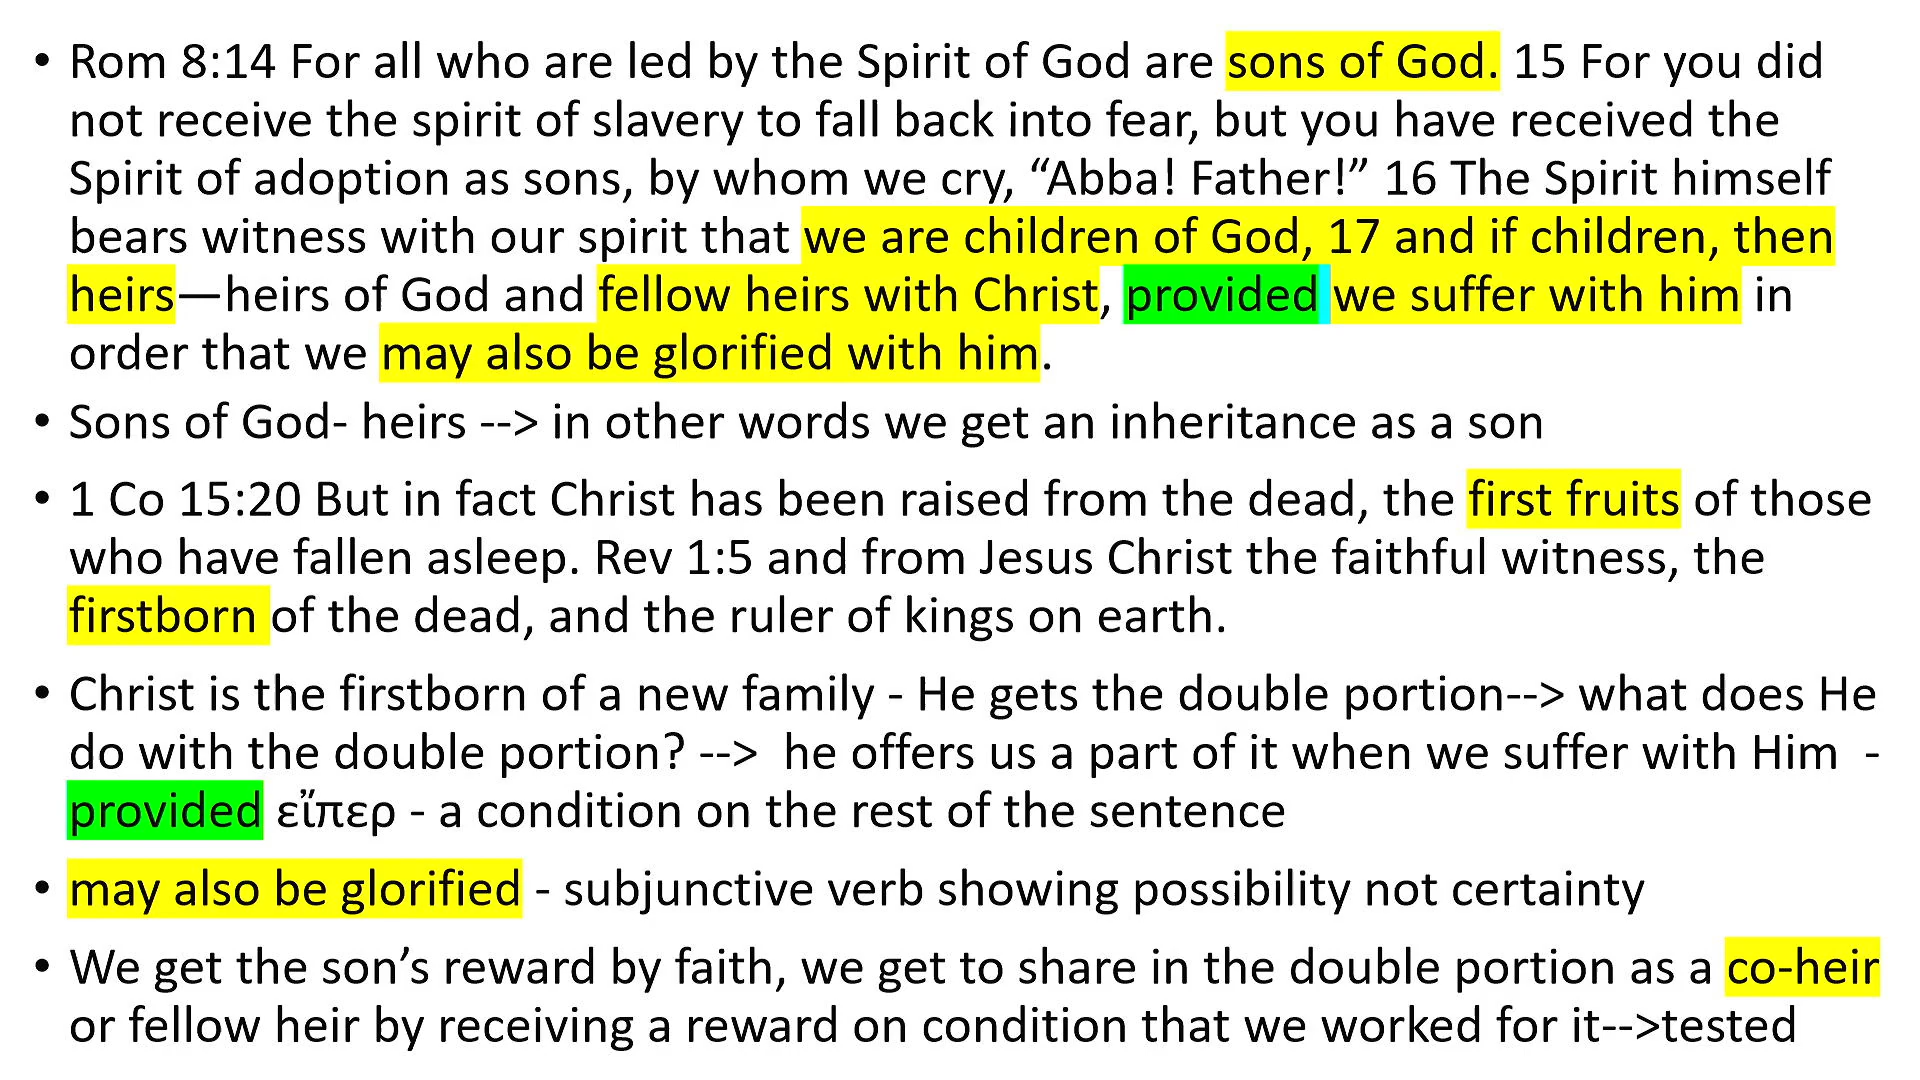 • Rom 8:14 For all who are led by the Spirit of God are sons of God. 15 For you did
not receive the spirit of slavery to fall back into fear, but you have received the
Spirit of adoption as sons, by whom we cry, “Abba! Father!” 16 The Spirit himself
bears witness with our spirit that we are children of God, 17 and if children, then
heirs—heirs of God and fellow heirs with Christ, provided we suffer with him in
order that we may also be glorified with him.
• Sons of God- heirs --> in other words we get an inheritance as a son
• 1 Co 15:20 But in fact Christ has been raised from the dead, the first fruits of those
who have fallen asleep. Rev 1:5 and from Jesus Christ the faithful witness, the
firstborn of the dead, and the ruler of kings on earth.
• Christ is the firstborn of a new family - He gets the double portion--> what does He
do with the double portion? -->  he offers us a part of it when we suffer with Him  -
provided εἴπερ - a condition on the rest of the sentence
• may also be glorified - subjunctive verb showing possibility not certainty
• We get the son’s reward by faith, we get to share in the double portion as a co-heir
or fellow heir by receiving a reward on condition that we worked for it-->tested